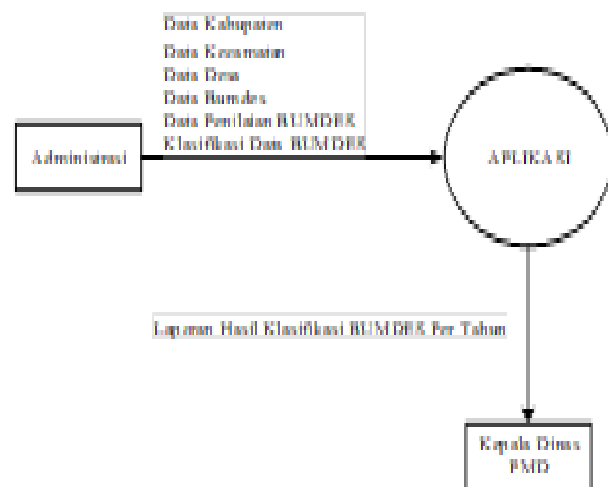 Data Kabupaten
Data Kecamatan
Data Desa
Data Bumdes
Data Penilaian BUMDES
Klasifikasi Data BUMDES
Administrasi
APLIKASI
Laporan Hasil Klasifikasi BUMDES Per Tahun
Kepala Dinas
PMD